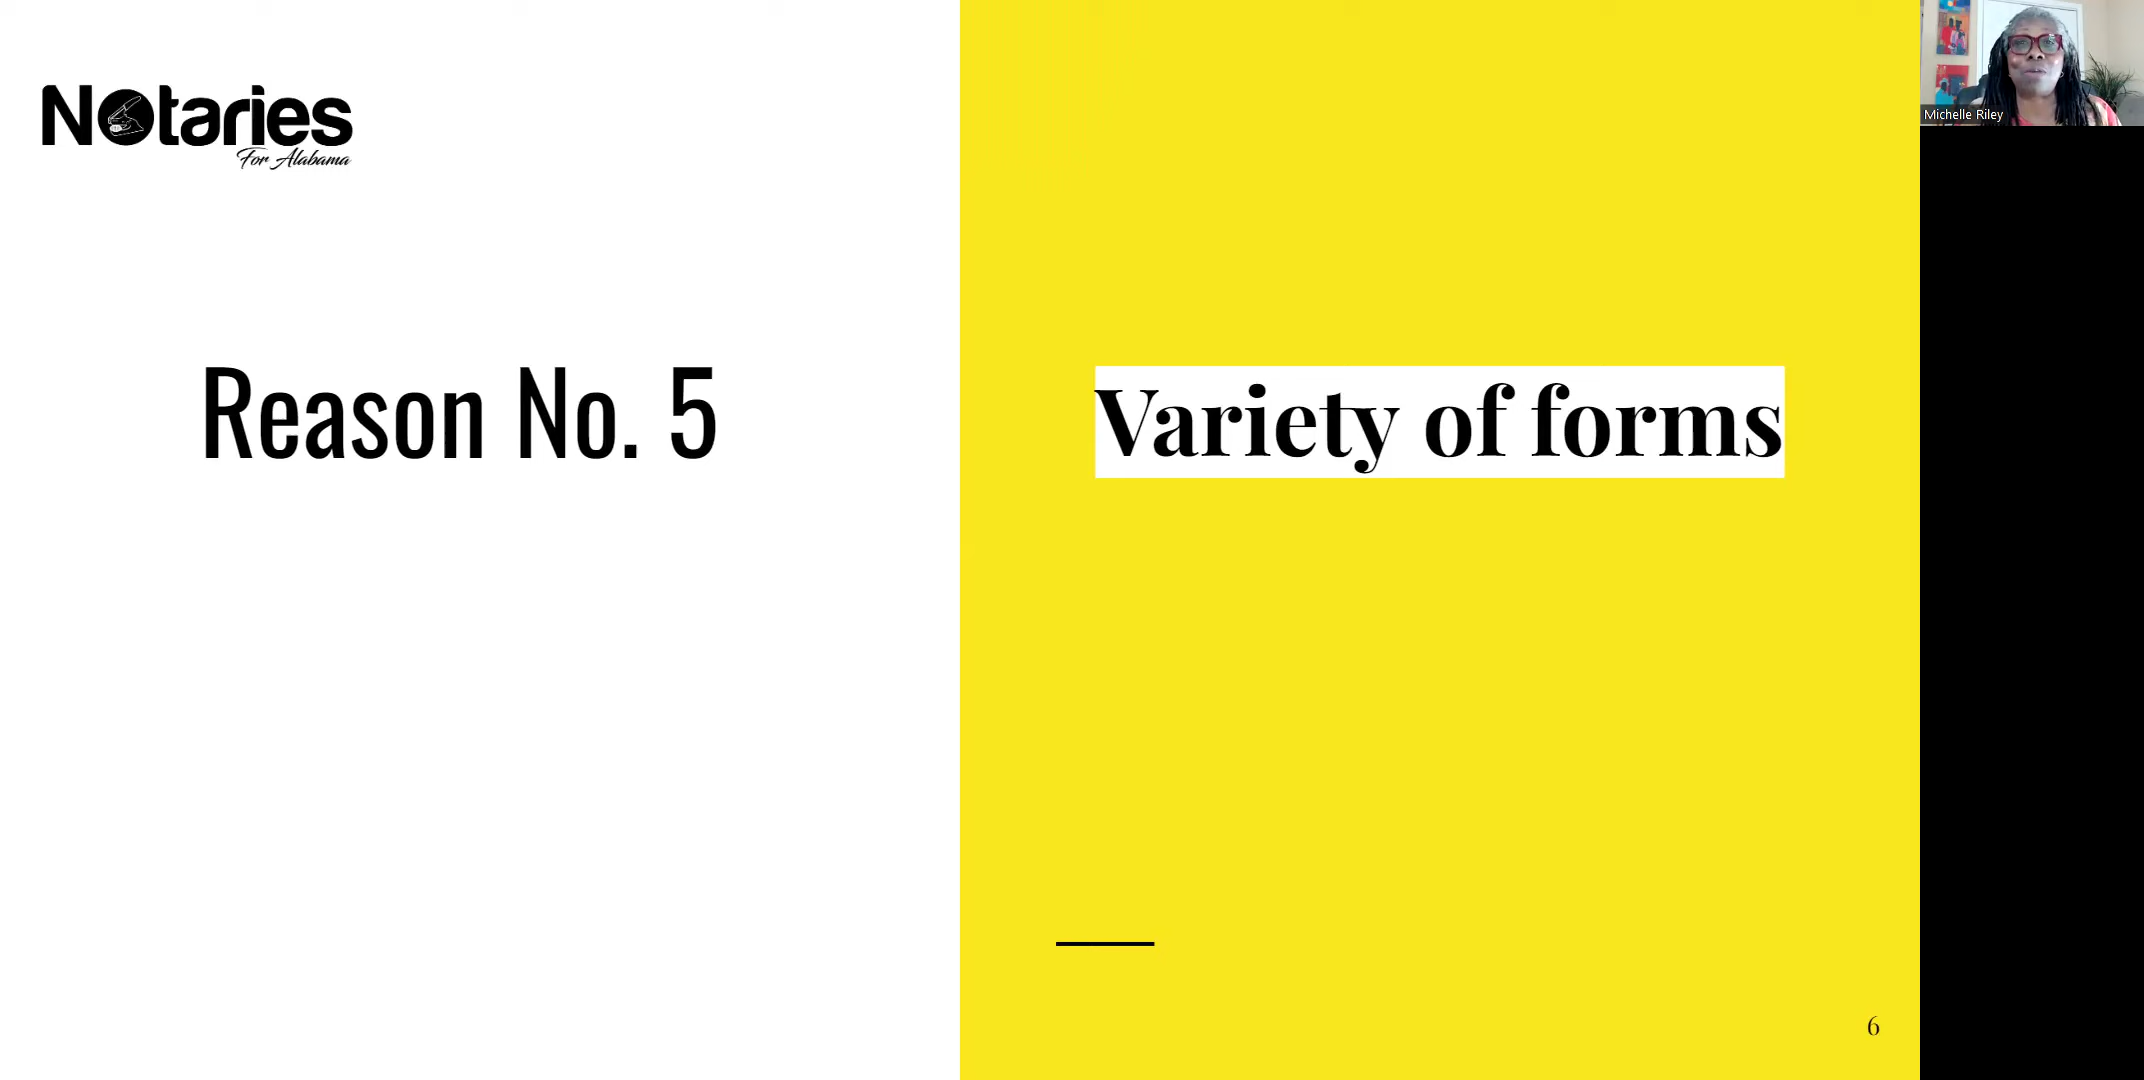 Notaries
For Alabama
Reason No. 5
Variety of forms
6
Michelle Riley